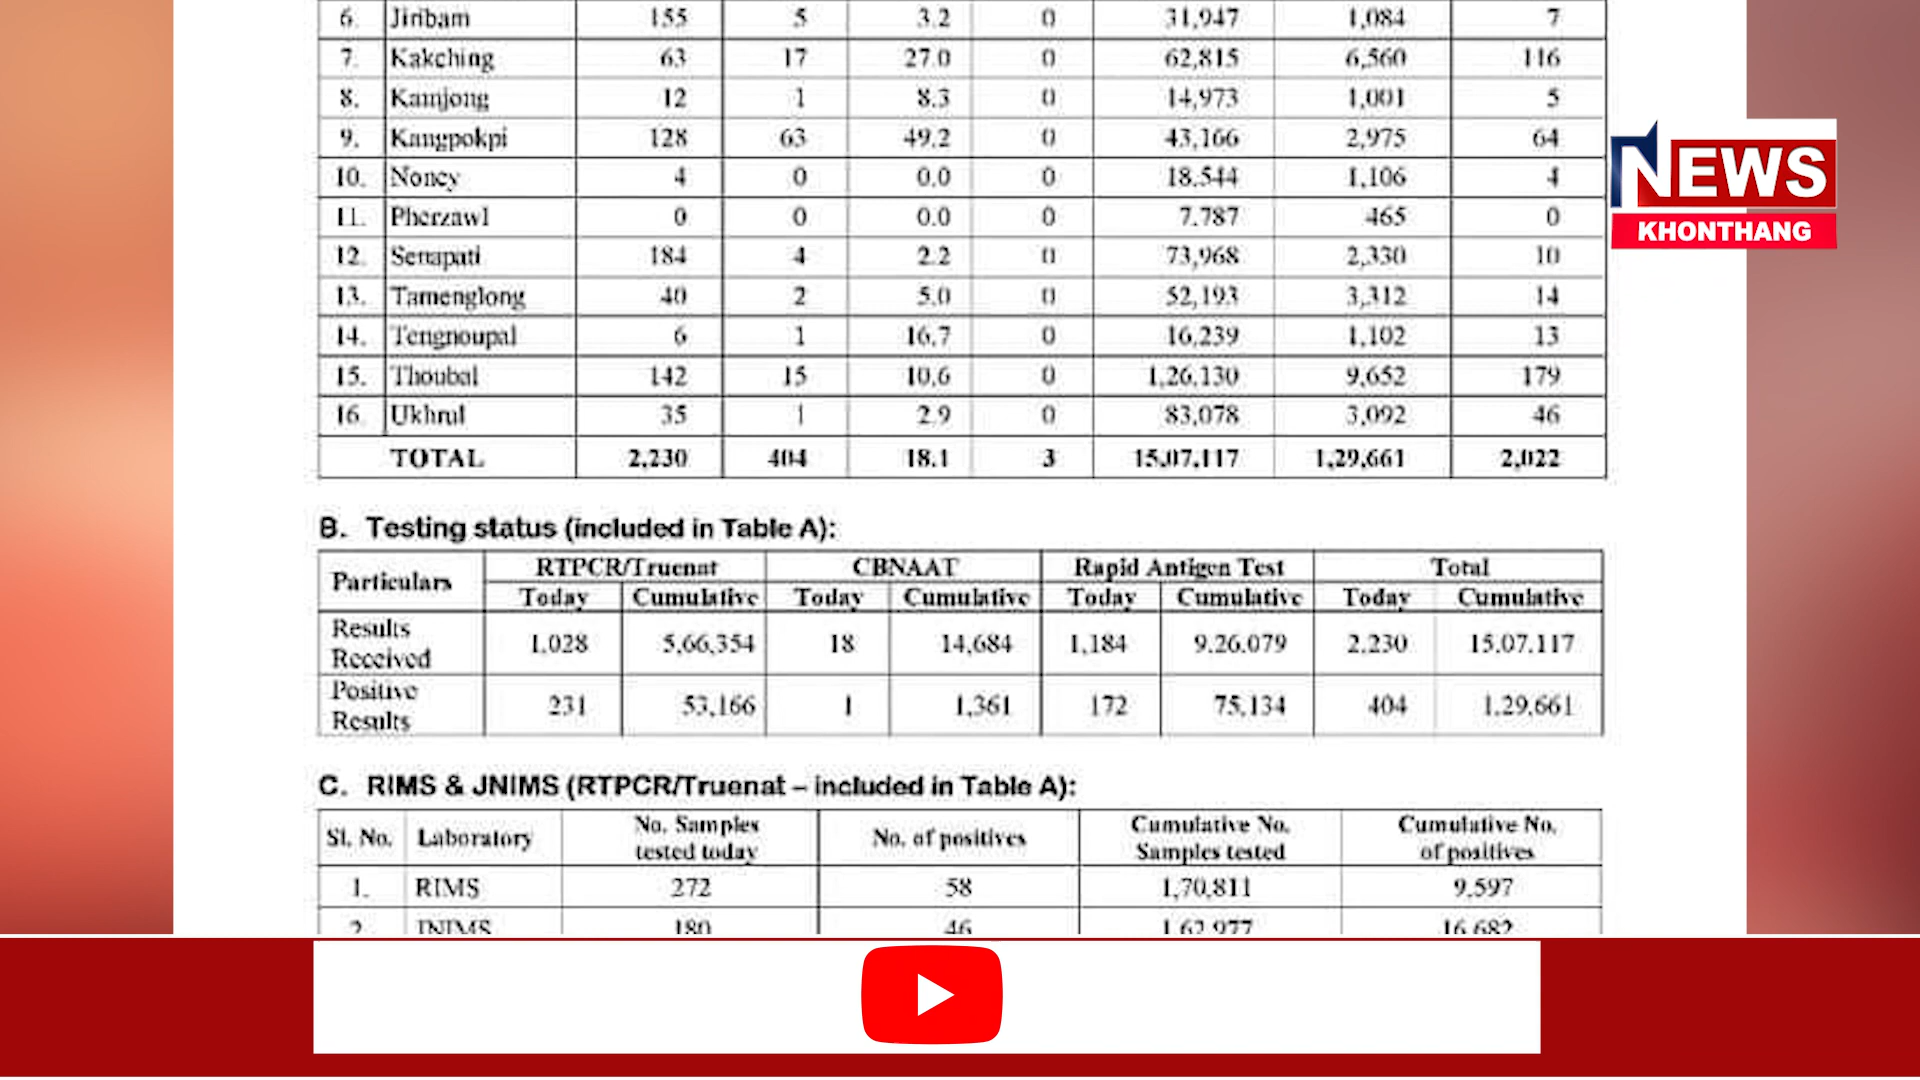 6. Jiribam 155 5 3.2 0 31,947 1,084 7
7. Kakching 63 17 27.0 0 62,815 6,560 116
8. Kamjong 12 1 8.3 0 14,973 1,001 5
9. Kangpokpi 128 63 49.2 0 43,166 2,975 64
10. Noney 4 0 0.0 0 18,544 1,106 4
11. Pherzawl 0 0 0.0 0 7,787 465 0
12. Senapati 184 4 2.2 0 73,968 2,330 10
13. Tamenglong 40 2 5.0 0 52,193 3,312 14
14. Tengnoupal 6 1 16.7 0 16,239 1,102 13
15. Thoubal 142 15 10.6 0 1,26,130 9,652 179
16. Ukhrul 35 1 2.9 0 83,078 3,092 46
TOTAL 2,230 404 18.1 3 15,07,117 1,29,661 2,022
NEWS
KHONTHANG
B. Testing status (included in Table A):
Particulars RTPCR/Truenat CBNAAT Rapid Antigen Test Total
Today Cumulative Today Cumulative Today Cumulative Today Cumulative
Results Received 1,028 5,66,354 18 14,684 1,184 9,26,079 2,230 15,07,117
Positive Results 231 53,166 1 1,361 172 75,134 404 1,29,661
C. RIMS & JNIMS (RTPCR/Truenat – included in Table A):
Sl. No. Laboratory No. Samples tested today No. of positives Cumulative No. Samples tested Cumulative No. of positives
1. RIMS 272 58 1,70,811 9,597
2. JNIMS 180 46 1,62,977 16,682